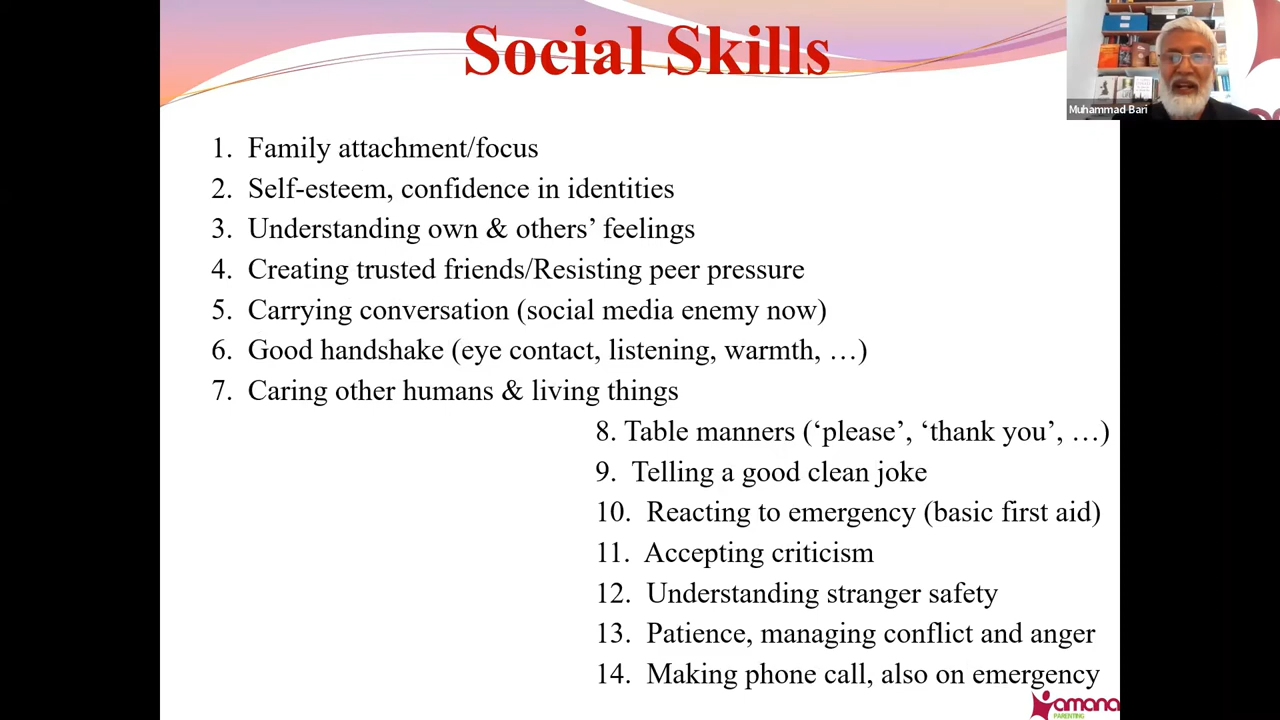 Social Skills
Muhammad Bari
1. Family attachment/focus
2. Self-esteem, confidence in identities
3. Understanding own & others’ feelings
4. Creating trusted friends/Resisting peer pressure
5. Carrying conversation (social media enemy now)
6. Good handshake (eye contact, listening, warmth, …)
7. Caring other humans & living things
8. Table manners (‘please’, ‘thank you’, …)
9. Telling a good clean joke
10. Reacting to emergency (basic first aid)
11. Accepting criticism
12. Understanding stranger safety
13. Patience, managing conflict and anger
14. Making phone call, also on emergency
amana
PARENTING